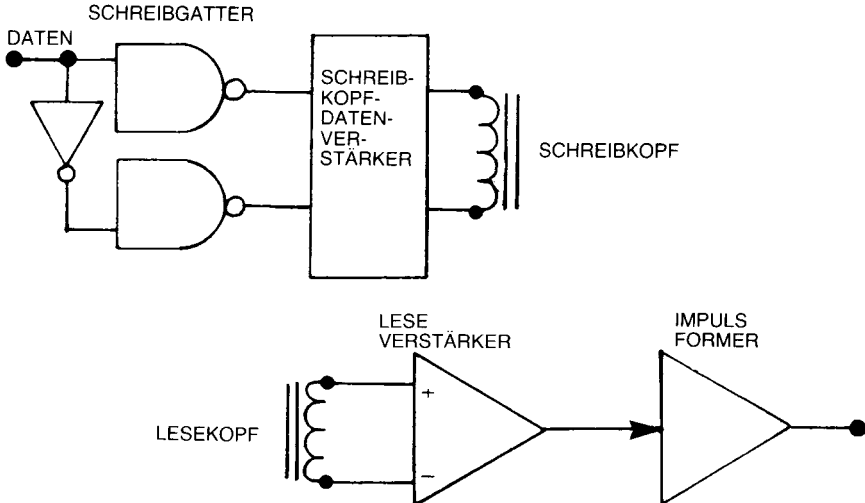 SCHREIBGATTER
DATEN
SCHREIB-
KOPF-
DATEN-
VER-
STÄRKER
SCHREIBKOPF
LESE
VERSTÄRKER
IMPULS
FORMER
LESEKOPF
+
−